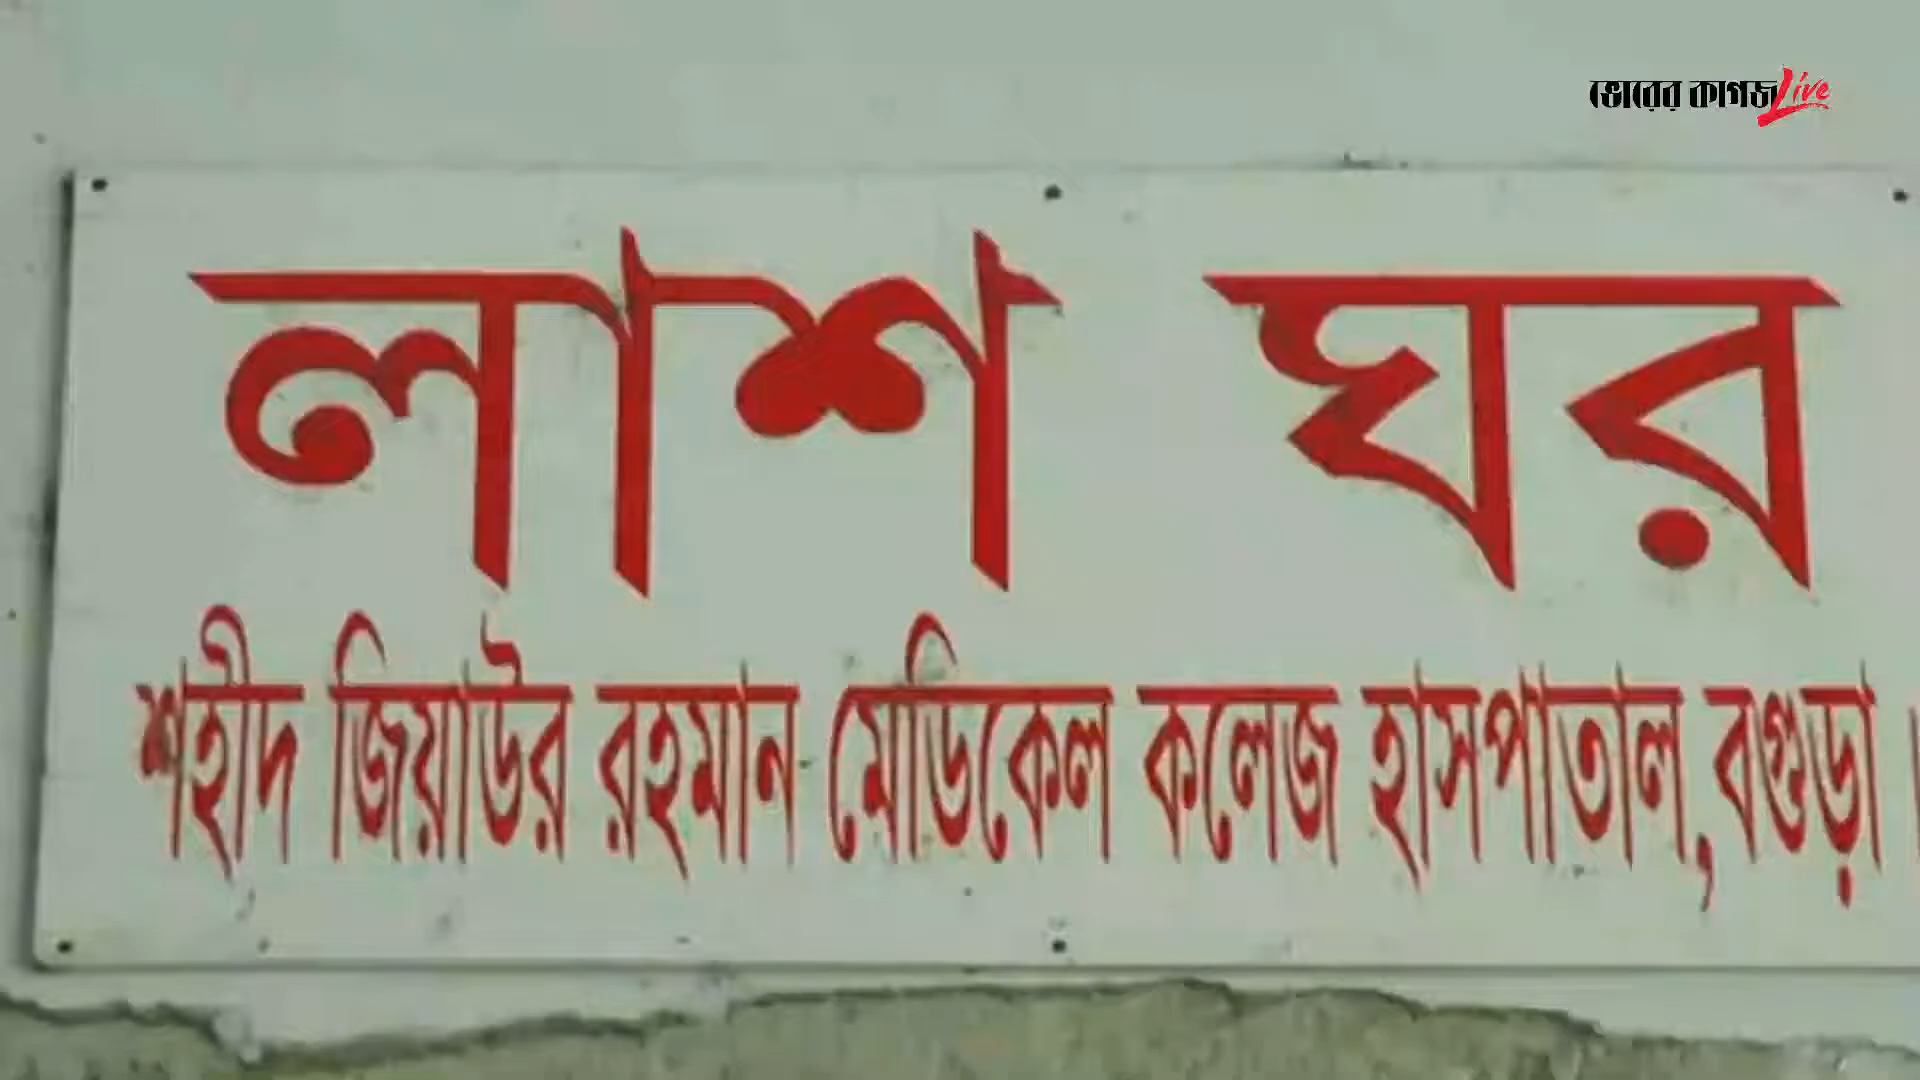 ভোরের কাগজ Live
লাশ ঘর
শহীদ জিয়াউর রহমান মেডিকেল কলেজ হাসপাতাল, বগুড়া।